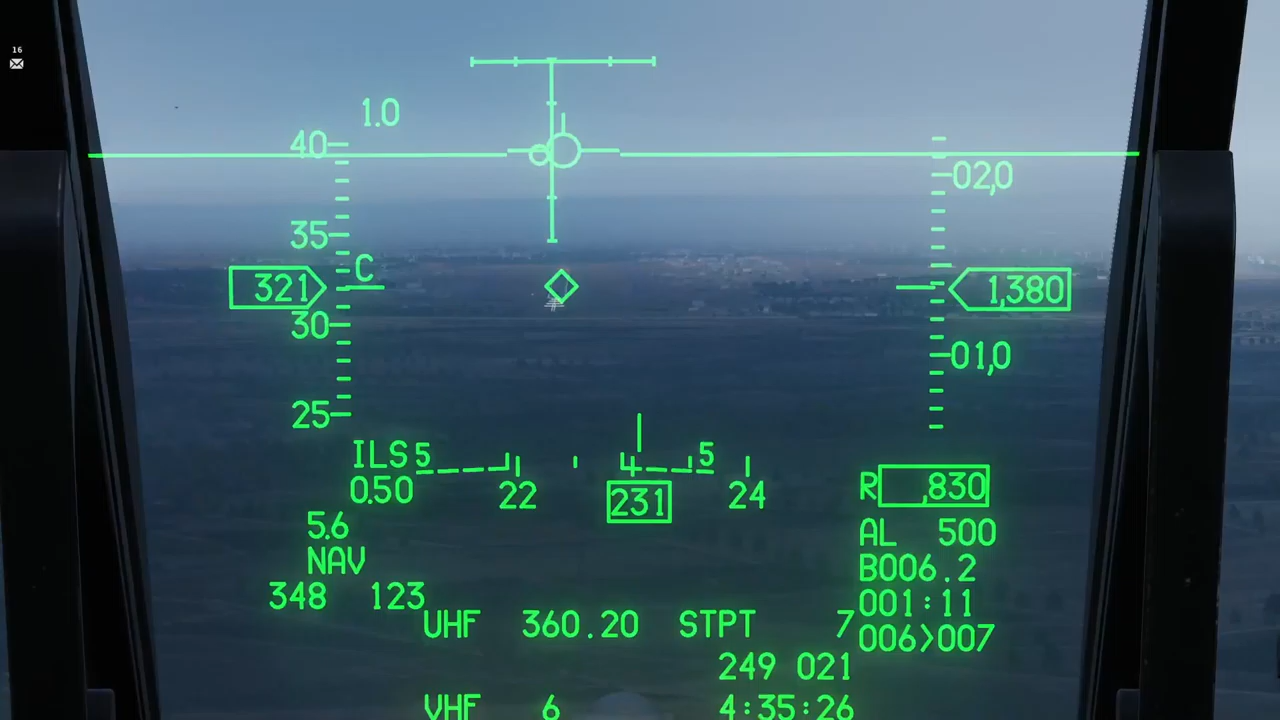 16
1.0
40
02,0
35
C
321
1,380
30
01,0
25
ILS 5 4 5
0.50 22 231 24
R ,830
5.6
AL 500
NAV
B006.2
348 123
001:11
UHF 360.20 STPT 7
006>007
249 021
VHF 6 4:35:26